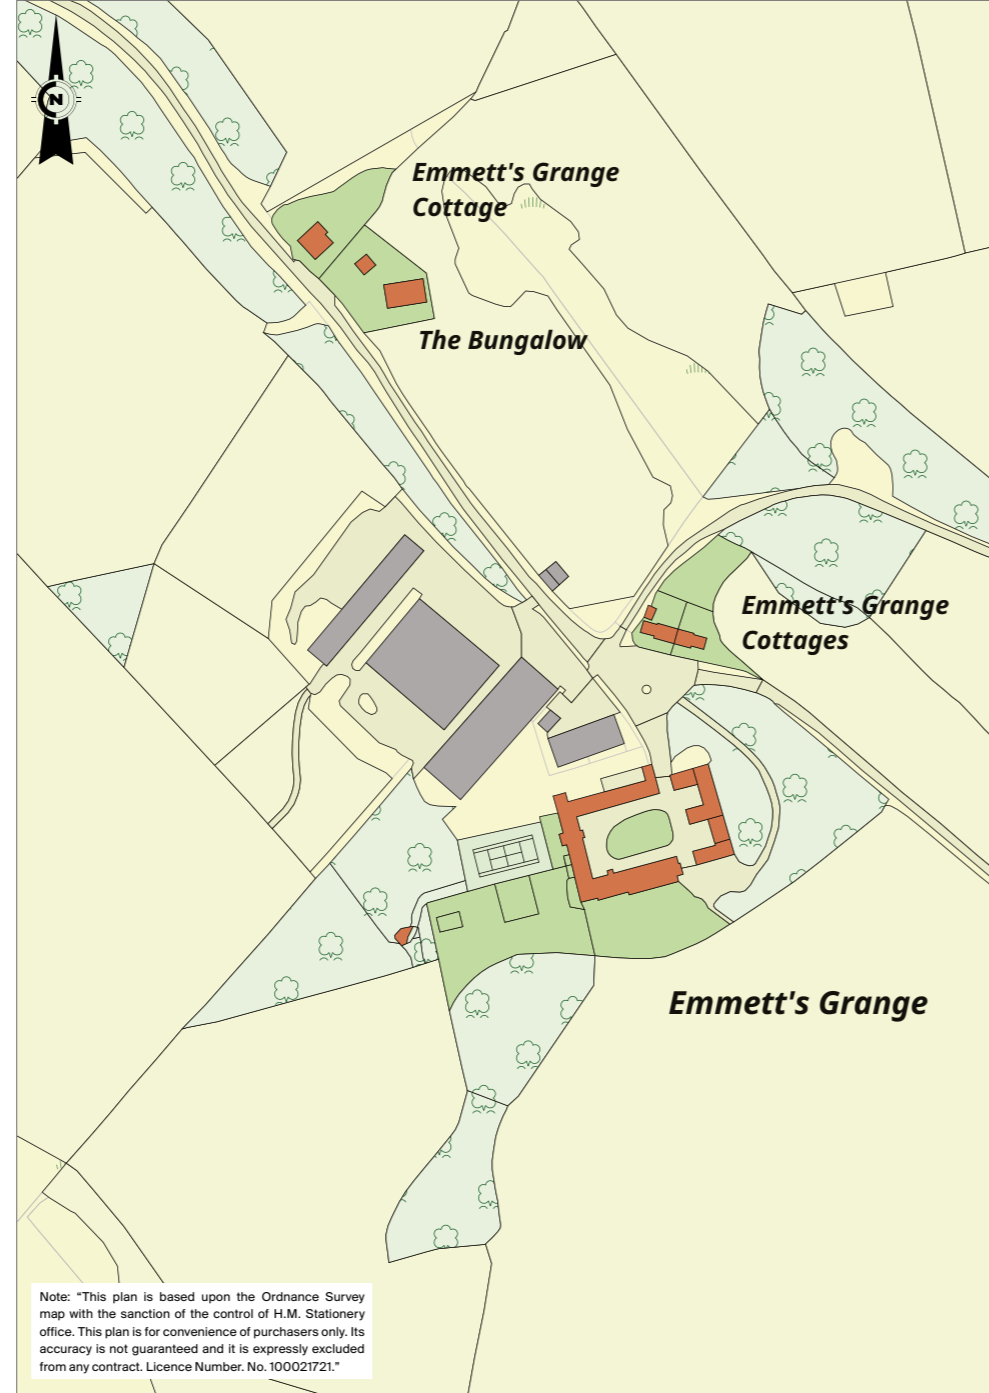 N
Emmett's Grange
Cottage
The Bungalow
Emmett's Grange
Cottages
Emmett's Grange
Note: “This plan is based upon the Ordnance Survey
map with the sanction of the control of H.M. Stationery
office. This plan is for convenience of purchasers only. Its
accuracy is not guaranteed and it is expressly excluded
from any contract. Licence Number. No. 100021721.”